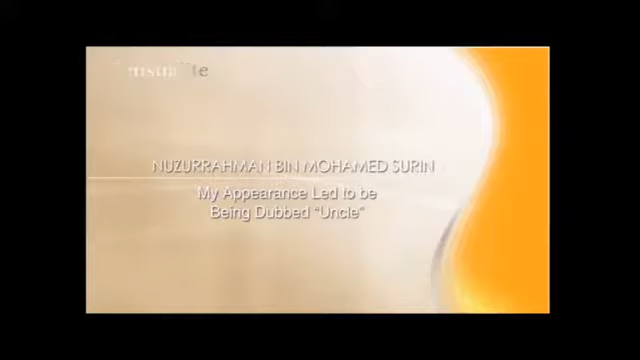 NUZURRAHMAN BIN MOHAMED SURIN
My Appearance Led to be
Being Dubbed "Uncle"